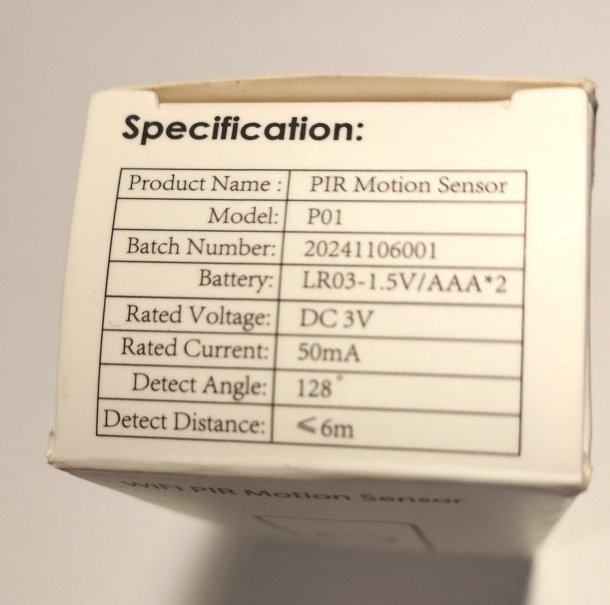 Specification:
Product Name : PIR Motion Sensor
Model: P01
Batch Number: 20241106001
Battery: LR03-1.5V/AAA*2
Rated Voltage: DC 3V
Rated Current: 50mA
Detect Angle: 128°
Detect Distance: ⩽6m
WiFi PIR Motion Sensor